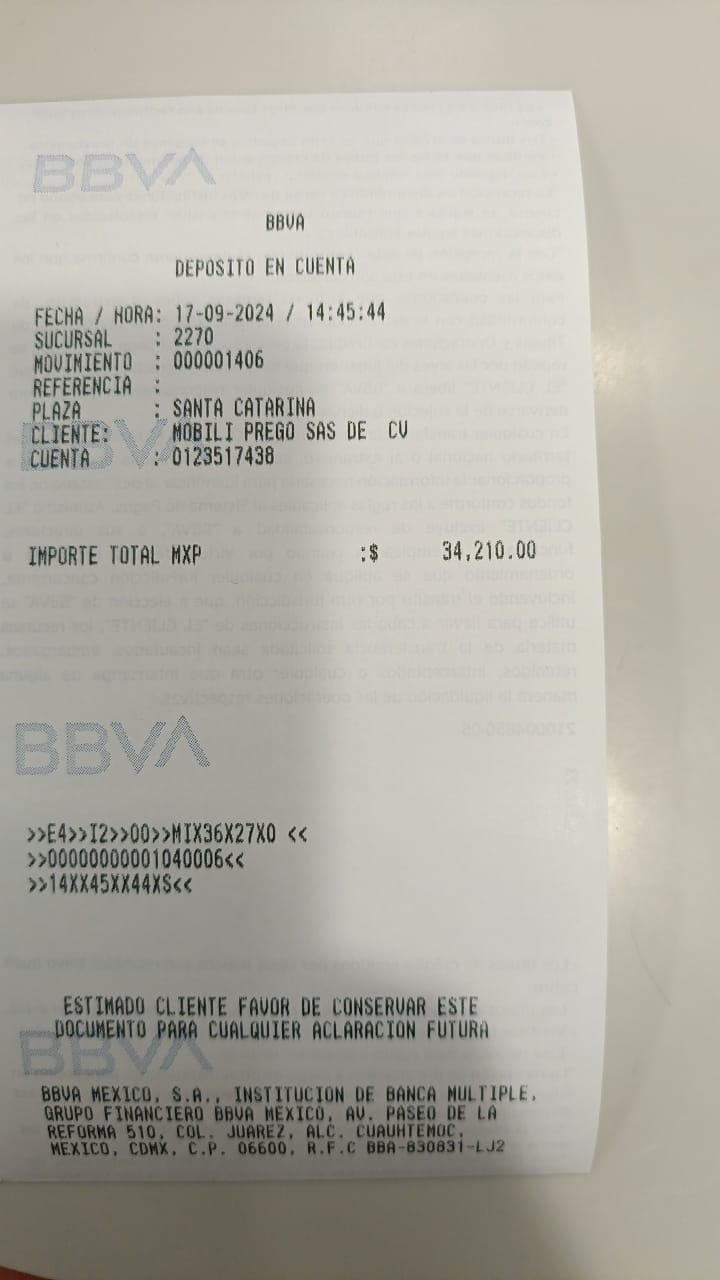 BBVA
BBVA
DEPOSITO EN CUENTA
FECHA / HORA: 17-09-2024 / 14:45:44
SUCURSAL : 2270
MOVIMIENTO : 000001406
REFERENCIA :
PLAZA : SANTA CATARINA
BBVA
CLIENTE: MOBILI PREGO SAS DE CV
CUENTA : 0123517438
IMPORTE TOTAL MXP :$ 34,210.00
BBVA
>>E4>>I2>>00>>MIX36X27X0 <<
>>00000000001040006<<
>>14XX45XX44XS<<
ESTIMADO CLIENTE FAVOR DE CONSERVAR ESTE
DOCUMENTO PARA CUALQUIER ACLARACION FUTURA
BBVA
BBVA MEXICO, S.A., INSTITUCION DE BANCA MULTIPLE,
GRUPO FINANCIERO BBVA MEXICO, AV. PASEO DE LA
REFORMA 510, COL. JUAREZ, ALC. CUAUHTEMOC,
MEXICO, CDMX, C.P. 06600, R.F.C BBA-830831-LJ2